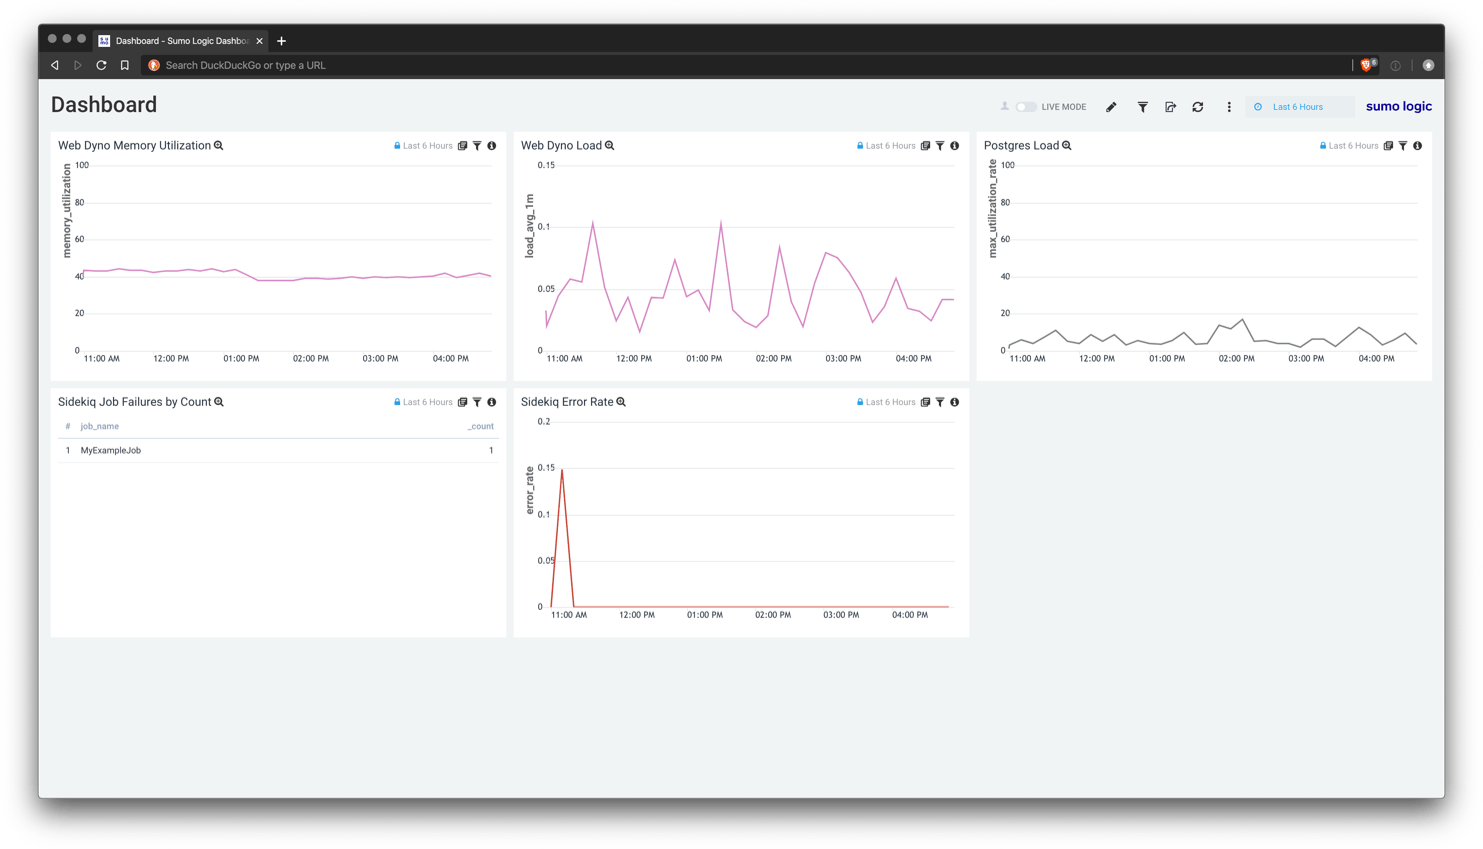 Dashboard - Sumo Logic Dashboa
Search DuckDuckGo or type a URL
6
Dashboard
LIVE MODE
Last 6 Hours
sumo logic
Web Dyno Memory Utilization
Last 6 Hours
memory_utilization
100
80
60
40
20
0
11:00 AM 12:00 PM 01:00 PM 02:00 PM 03:00 PM 04:00 PM
Web Dyno Load
Last 6 Hours
load_avg_1m
0.15
0.1
0.05
0
11:00 AM 12:00 PM 01:00 PM 02:00 PM 03:00 PM 04:00 PM
Postgres Load
Last 6 Hours
max_utilization_rate
100
80
60
40
20
0
11:00 AM 12:00 PM 01:00 PM 02:00 PM 03:00 PM 04:00 PM
Sidekiq Job Failures by Count
Last 6 Hours
# job_name _count
1 MyExampleJob 1
Sidekiq Error Rate
Last 6 Hours
error_rate
0.2
0.15
0.1
0.05
0
11:00 AM 12:00 PM 01:00 PM 02:00 PM 03:00 PM 04:00 PM